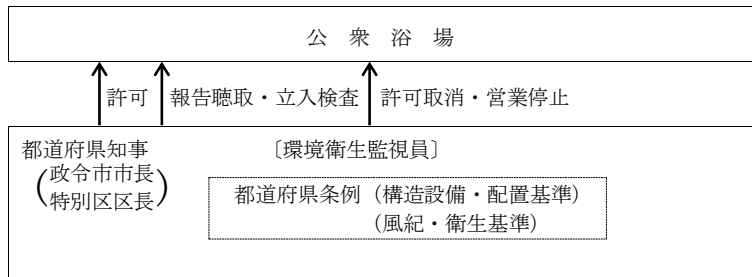 公 衆 浴 場
許可 報告聴取・立入検査 許可取消・営業停止
都道府県知事 〔環境衛生監視員〕
(政令市市長
特別区区長)
都道府県条例（構造設備・配置基準）
（風紀・衛生基準）